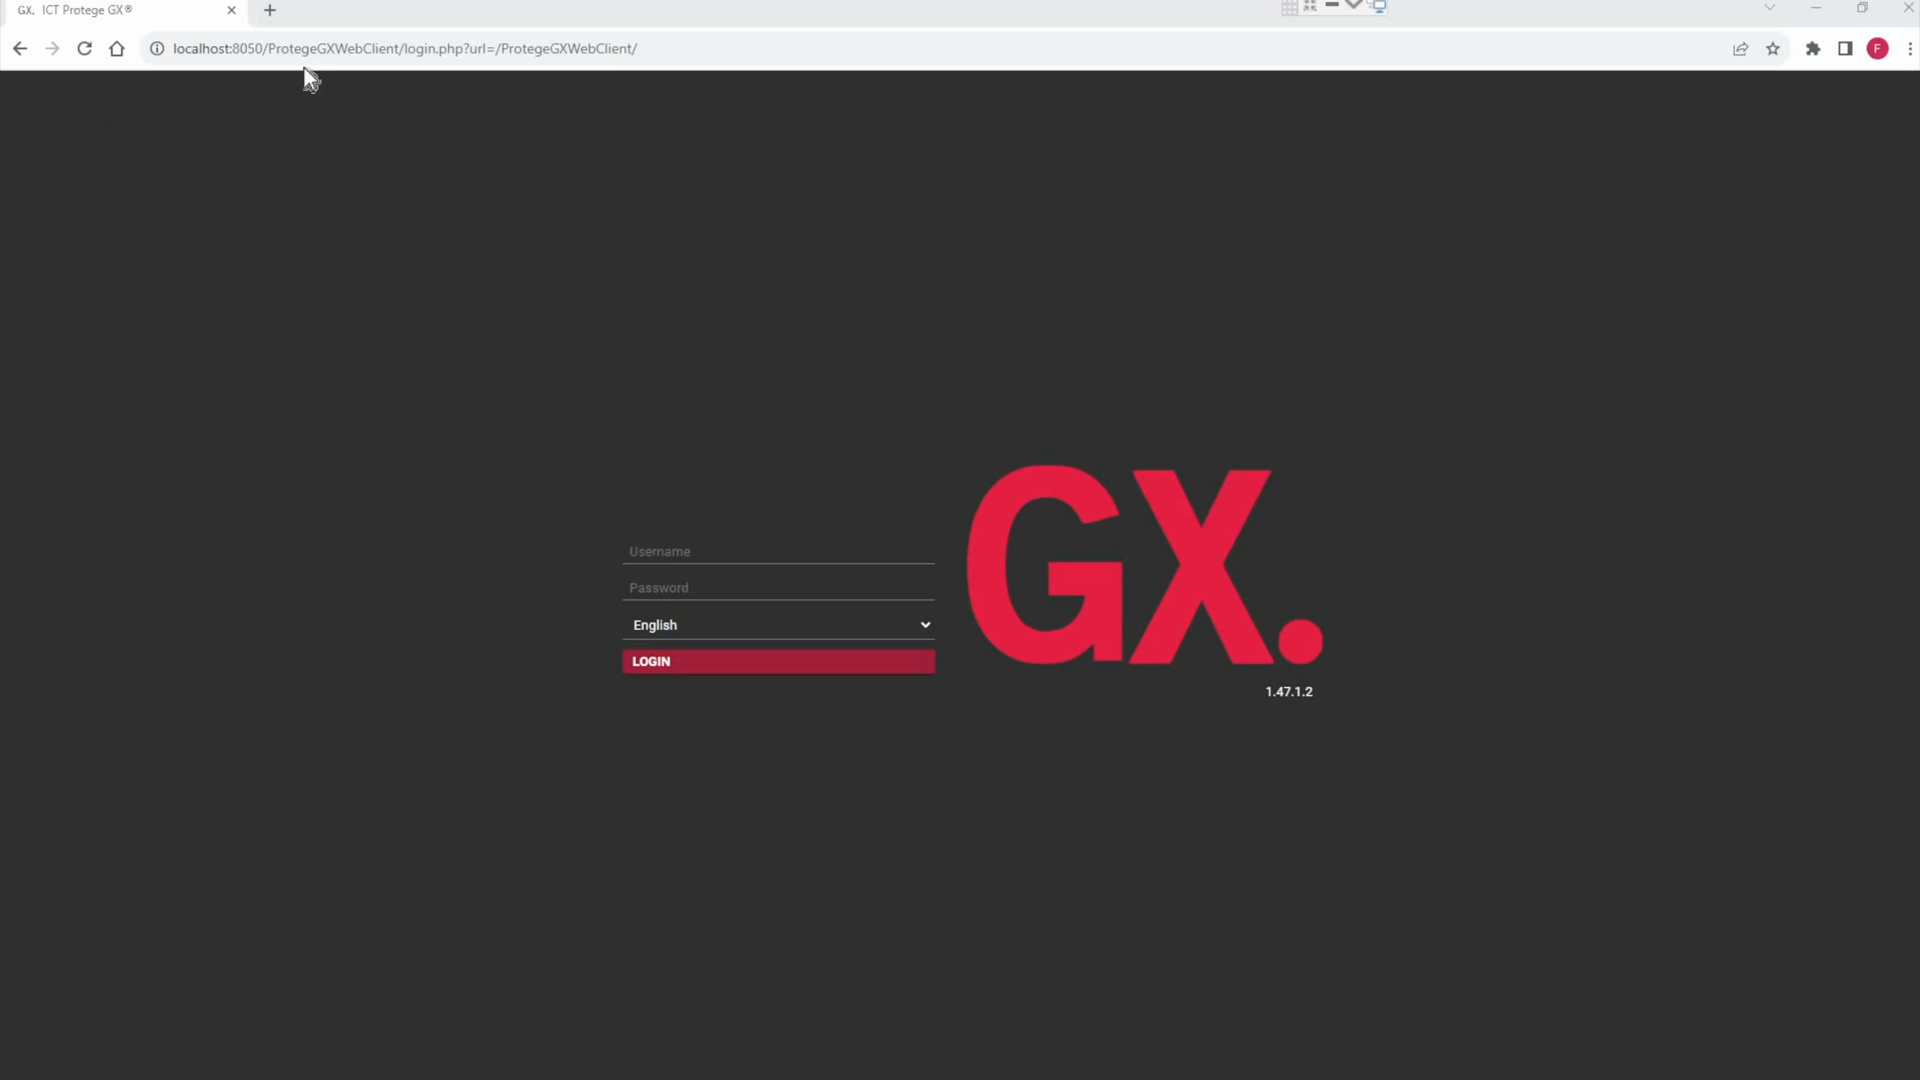 GX. ICT Protege GX®
localhost:8050/ProtegeGXWebClient/login.php?url=/ProtegeGXWebClient/
F
Username
Password
English
LOGIN
GX.
1.47.1.2